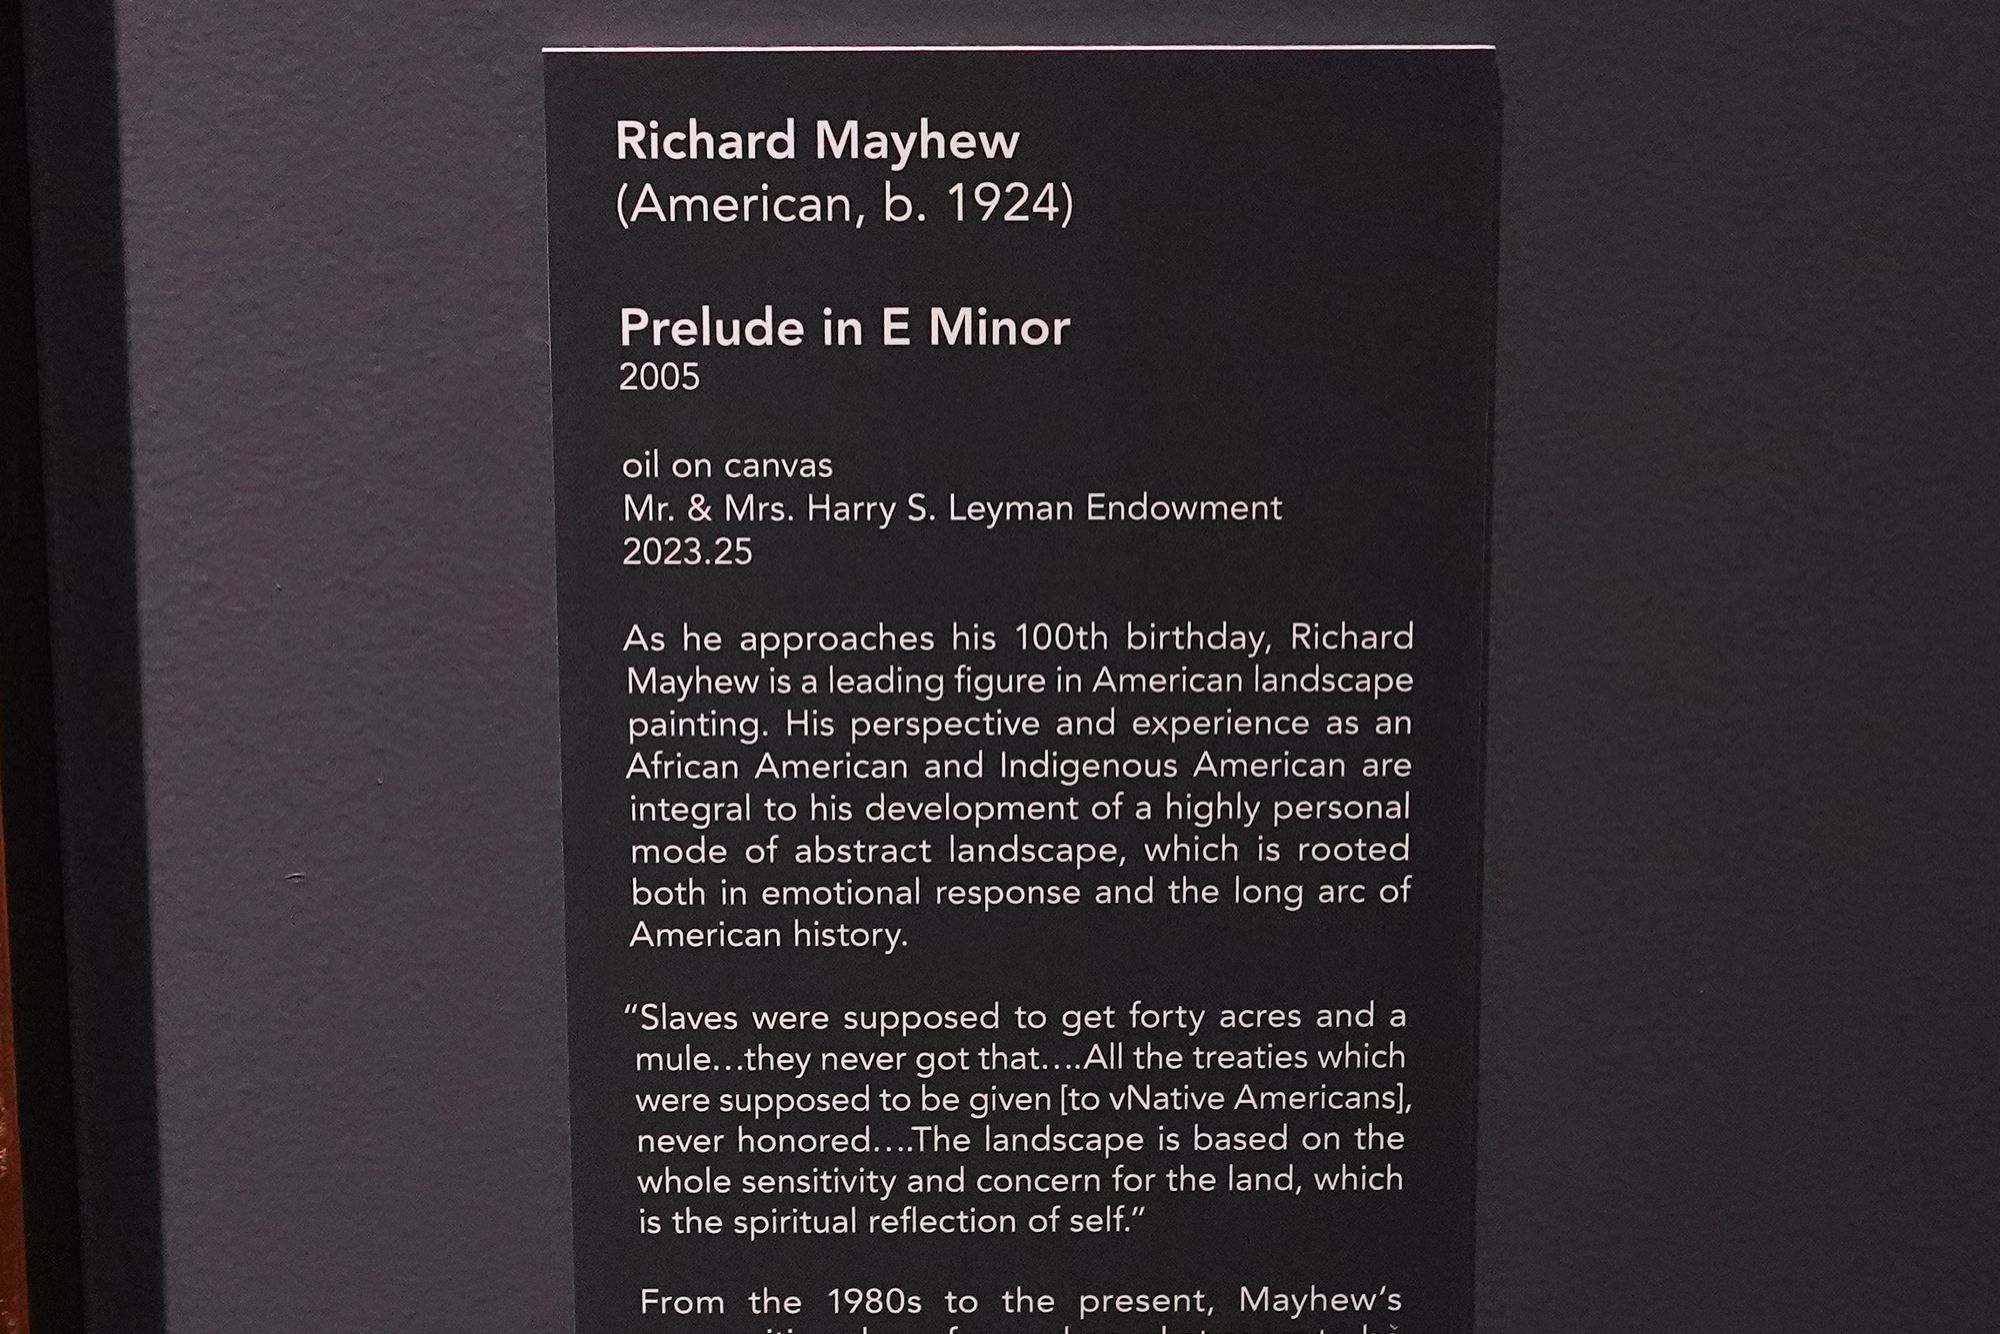 Richard Mayhew
(American, b. 1924)
Prelude in E Minor
2005
oil on canvas
Mr. & Mrs. Harry S. Leyman Endowment
2023.25
As he approaches his 100th birthday, Richard
Mayhew is a leading figure in American landscape
painting. His perspective and experience as an
African American and Indigenous American are
integral to his development of a highly personal
mode of abstract landscape, which is rooted
both in emotional response and the long arc of
American history.
“Slaves were supposed to get forty acres and a
mule…they never got that….All the treaties which
were supposed to be given [to vNative Americans],
never honored….The landscape is based on the
whole sensitivity and concern for the land, which
is the spiritual reflection of self.”
From the 1980s to the present, Mayhew’s